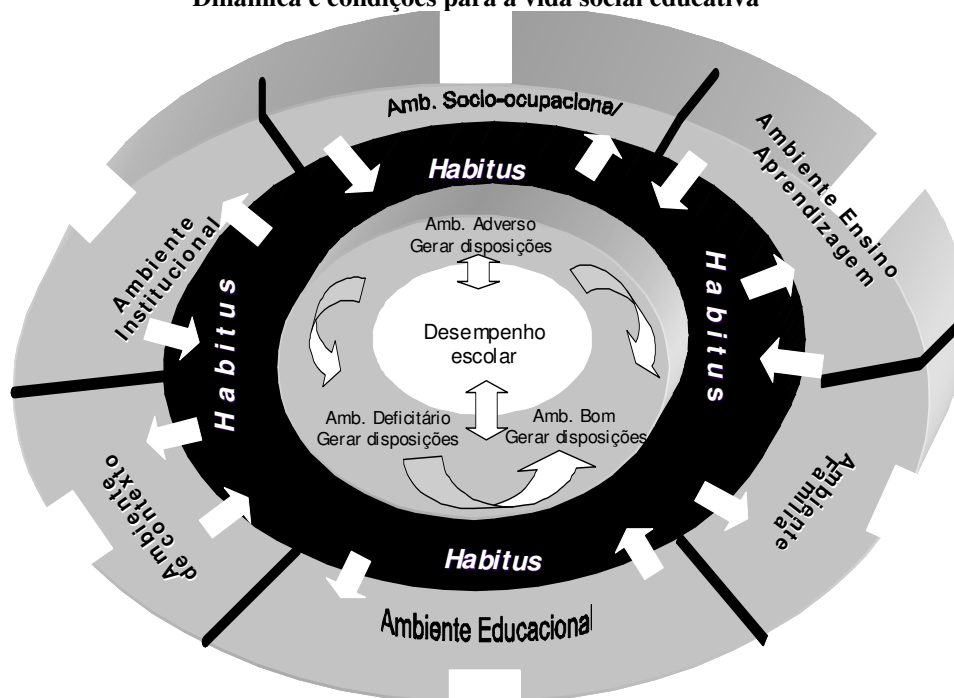 Dinâmica e condições para a vida social educativa
Amb. Socio-ocupacional
Ambiente Ensino
Aprendizagem
Habitus
Ambiente
Institucional
Amb. Adverso
Gerar disposições
Habitus
Habitus
Desempenho
escolar
Amb. Deficitário
Gerar disposições
Amb. Bom
Gerar disposições
Ambiente
de contexto
Ambiente
Família
Habitus
Ambiente Educacional